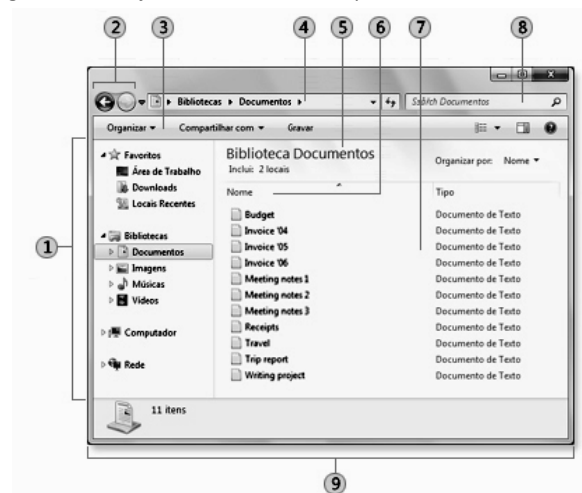 2 3 4 5 6 7 8
Bibliotecas Documentos Search Documentos
Organizar Compartilhar com Gravar
Favoritos
Área de Trabalho
Downloads
Locais Recentes
Bibliotecas
Documentos
Imagens
Músicas
Vídeos
Computador
Rede
Biblioteca Documentos
Inclui: 2 locais
Organizar por: Nome
Nome Tipo
Budget Documento de Texto
Invoice '04 Documento de Texto
Invoice '05 Documento de Texto
Invoice '06 Documento de Texto
Meeting notes 1 Documento de Texto
Meeting notes 2 Documento de Texto
Meeting notes 3 Documento de Texto
Receipts Documento de Texto
Travel Documento de Texto
Trip report Documento de Texto
Writing project Documento de Texto
1
11 itens
9